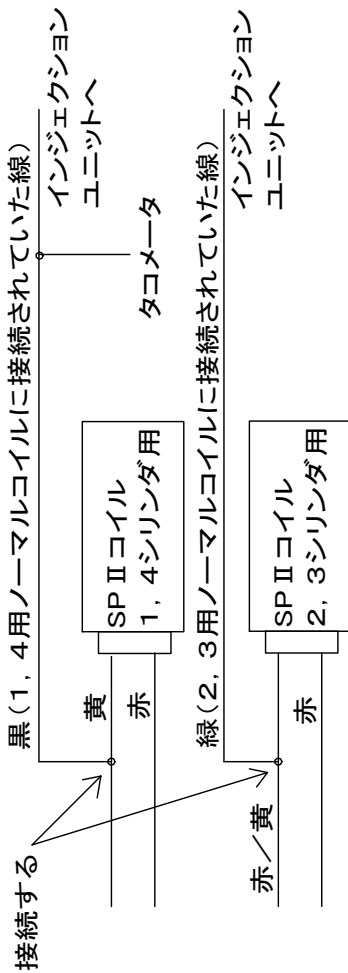 黒(1,4用ノーマルコイルに接続されていた線)
インジェクション
ユニットへ
タコメータ
接続する
黄
赤
SPⅡコイル
1,4シリンダ用
緑(2,3用ノーマルコイルに接続されていた線)
インジェクション
ユニットへ
赤/黄
赤
SPⅡコイル
2,3シリンダ用